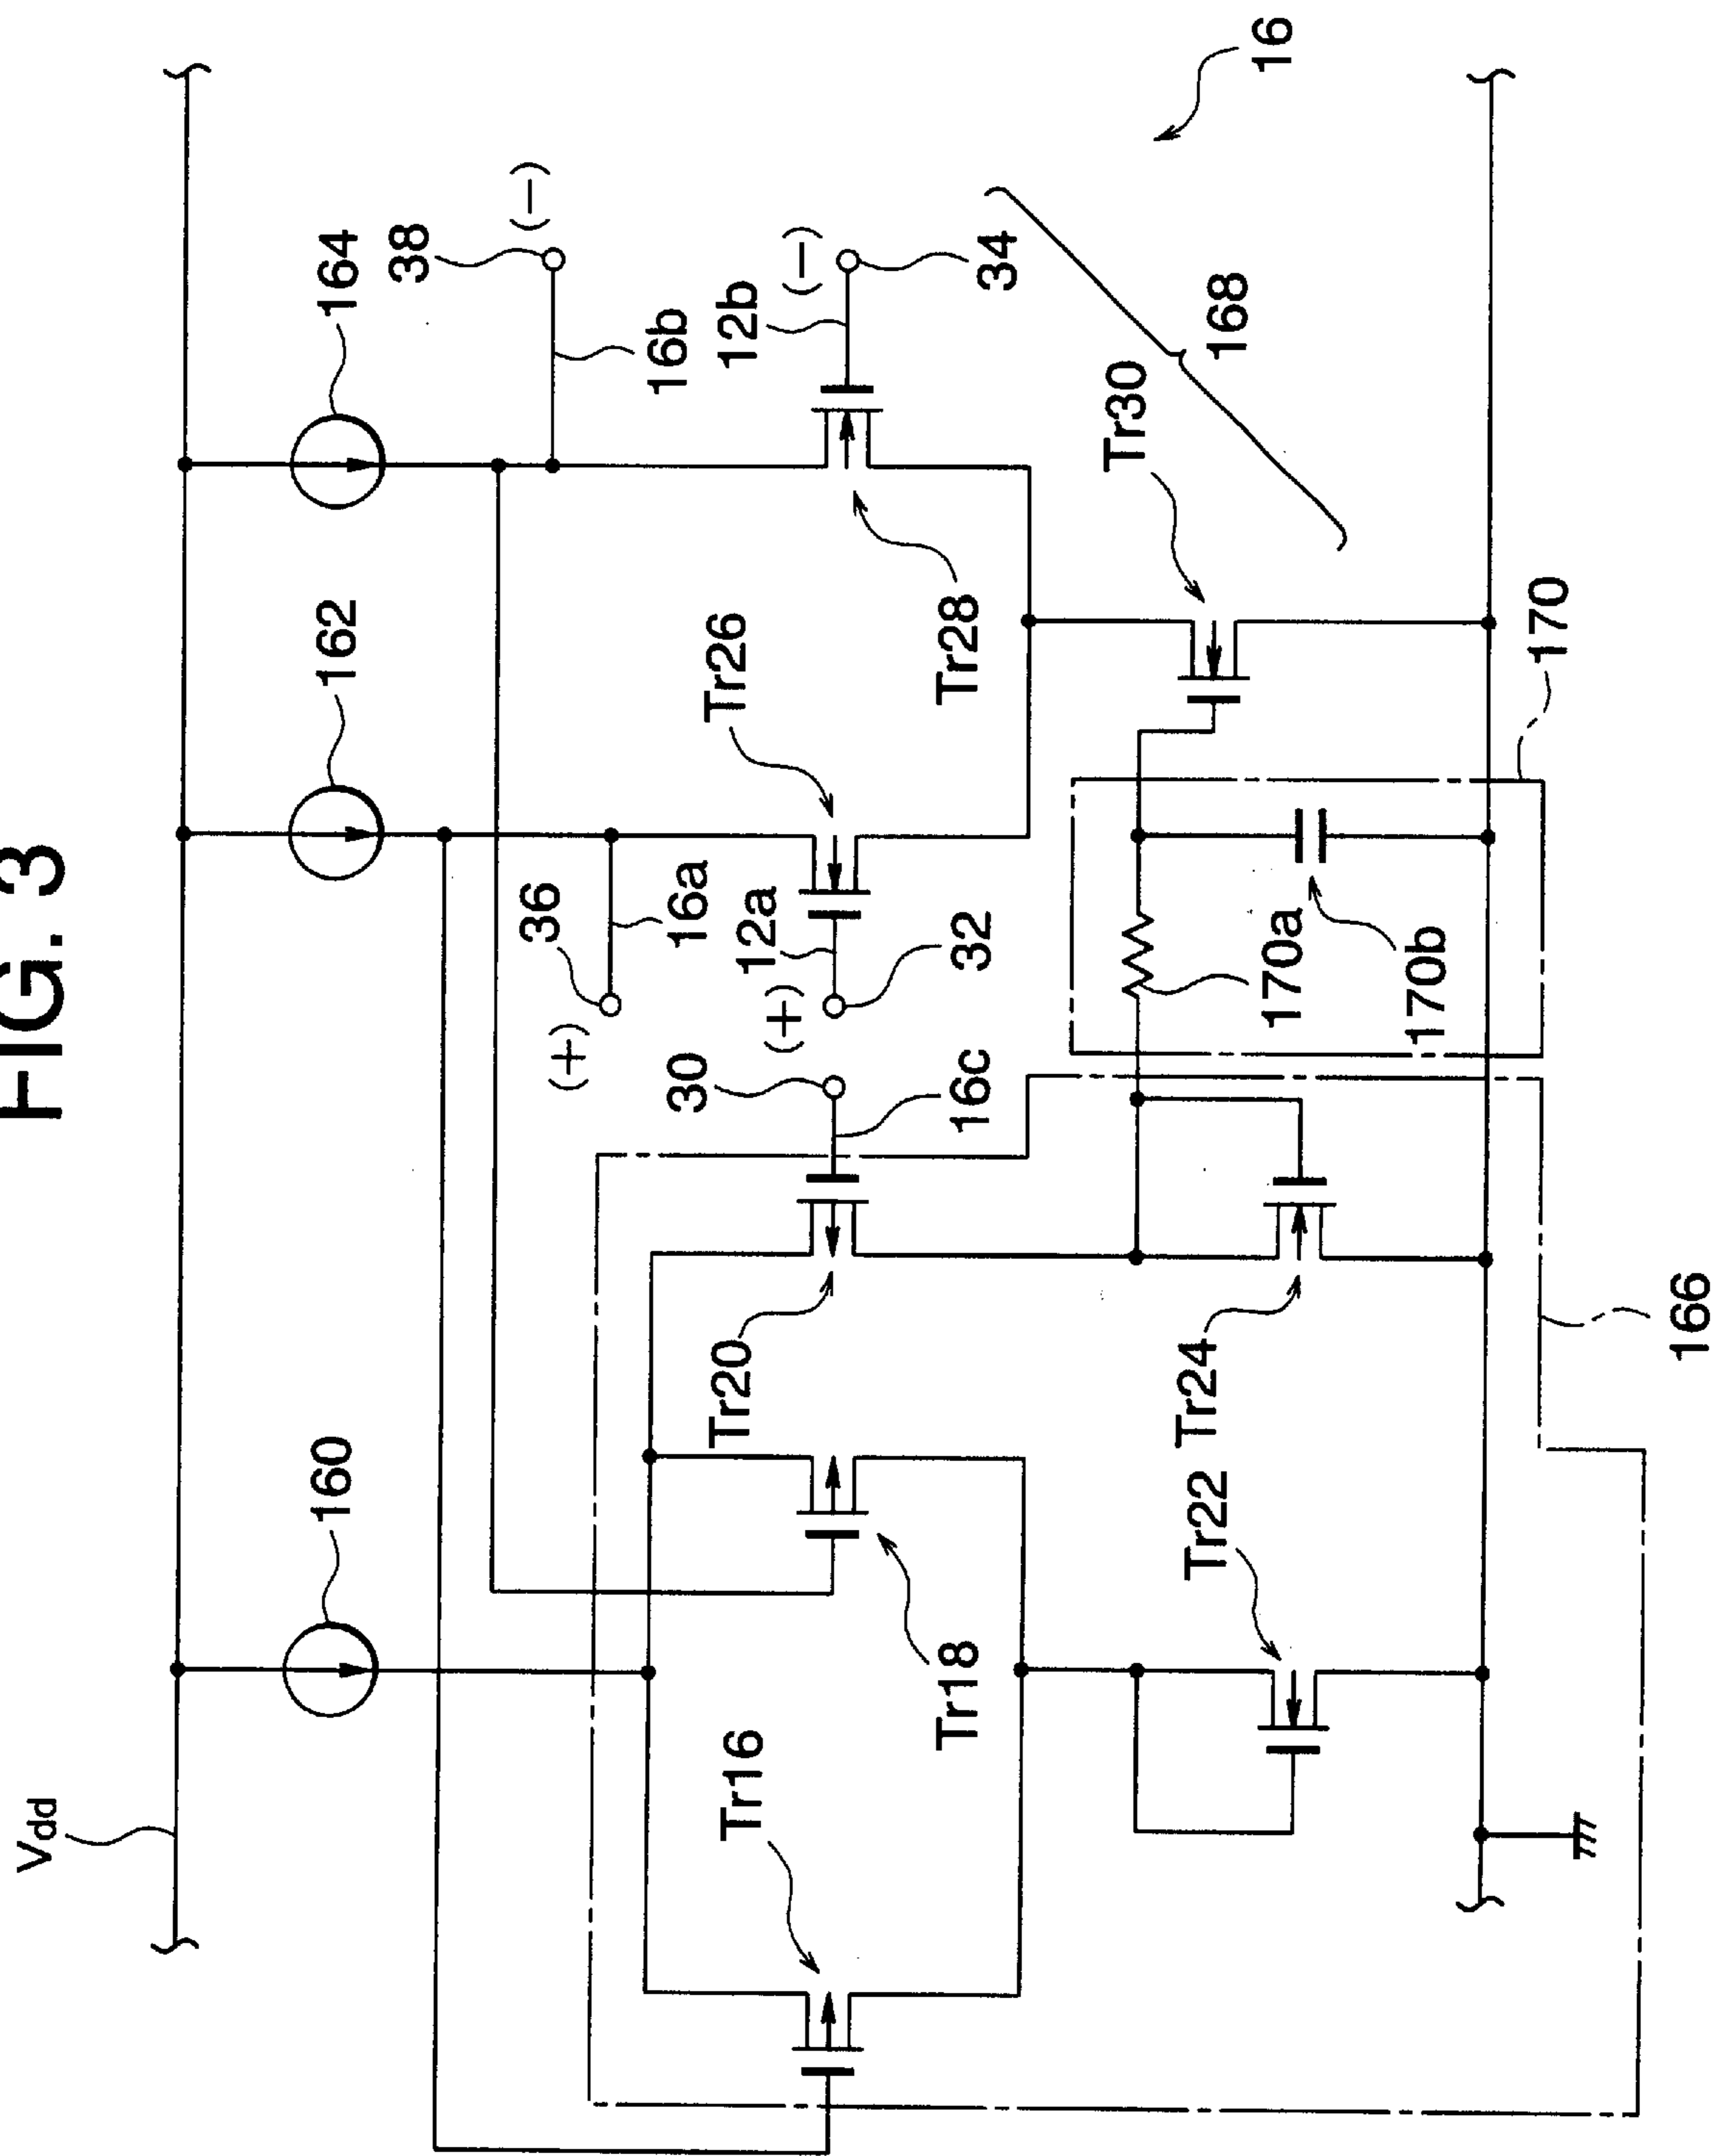 FIG. 3
Vdd
160
162
164
38
(−)
16b
36
(+)
16a
12b
(−)
34
12a
(+)
32
30
16c
Tr16
Tr18
Tr20
Tr26
Tr28
16
168
Tr30
Tr22
Tr24
170a
170b
170
166